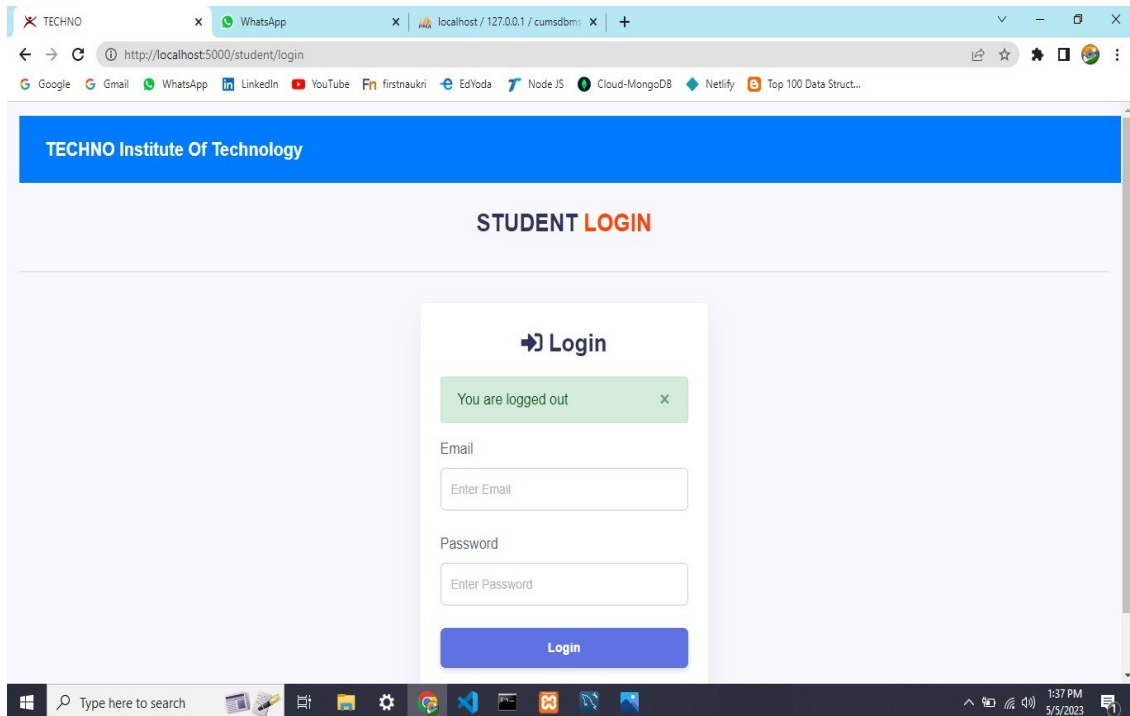 TECHNO
WhatsApp
localhost / 127.0.0.1 / cumsdbms
http://localhost:5000/student/login
Google Gmail WhatsApp LinkedIn YouTube Fn firstnaukri EdYoda Node JS Cloud-MongoDB Netlify Top 100 Data Struct...
TECHNO Institute Of Technology
STUDENT LOGIN
Login
You are logged out ×
Email
Enter Email
Password
Enter Password
Login
Type here to search
1:37 PM
5/5/2023
1